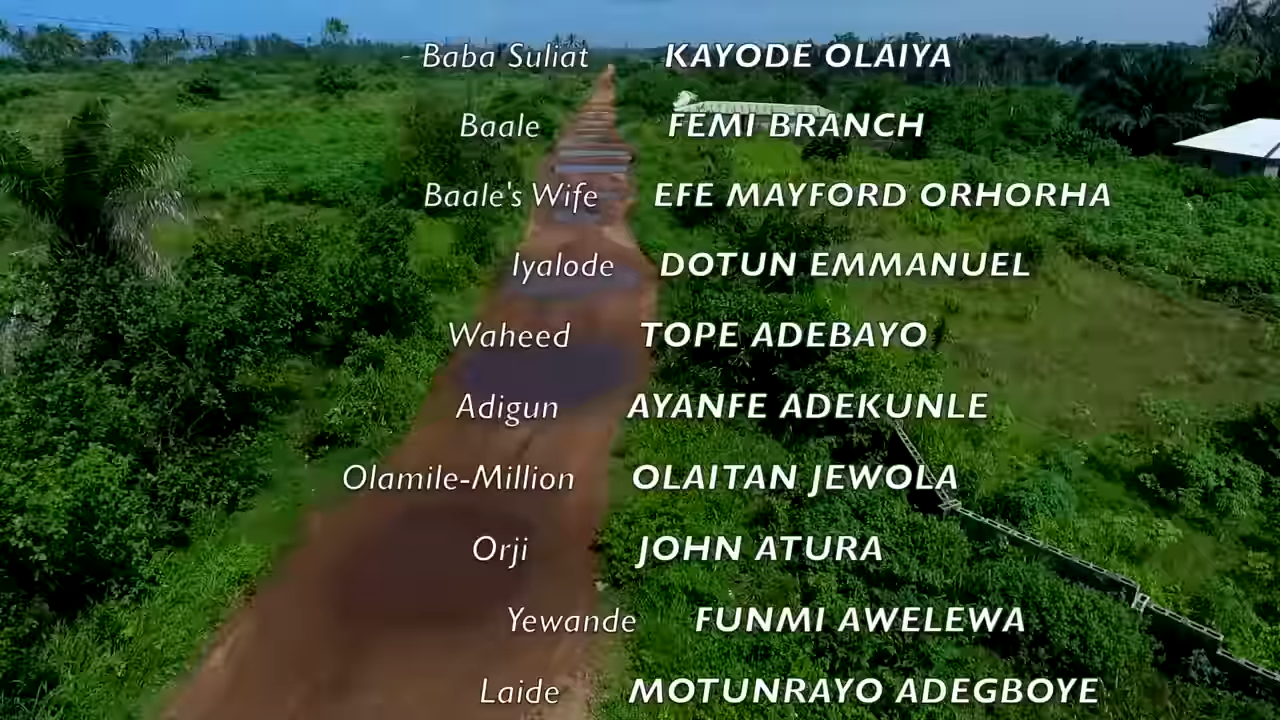 Baba Suliat KAYODE OLAIYA
Baale FEMI BRANCH
Baale's Wife EFE MAYFORD ORHORHA
Iyalode DOTUN EMMANUEL
Waheed TOPE ADEBAYO
Adigun AYANFE ADEKUNLE
Olamile-Million OLAITAN JEWOLA
Orji JOHN ATURA
Yewande FUNMI AWELEWA
Laide MOTUNRAYO ADEGBOYE